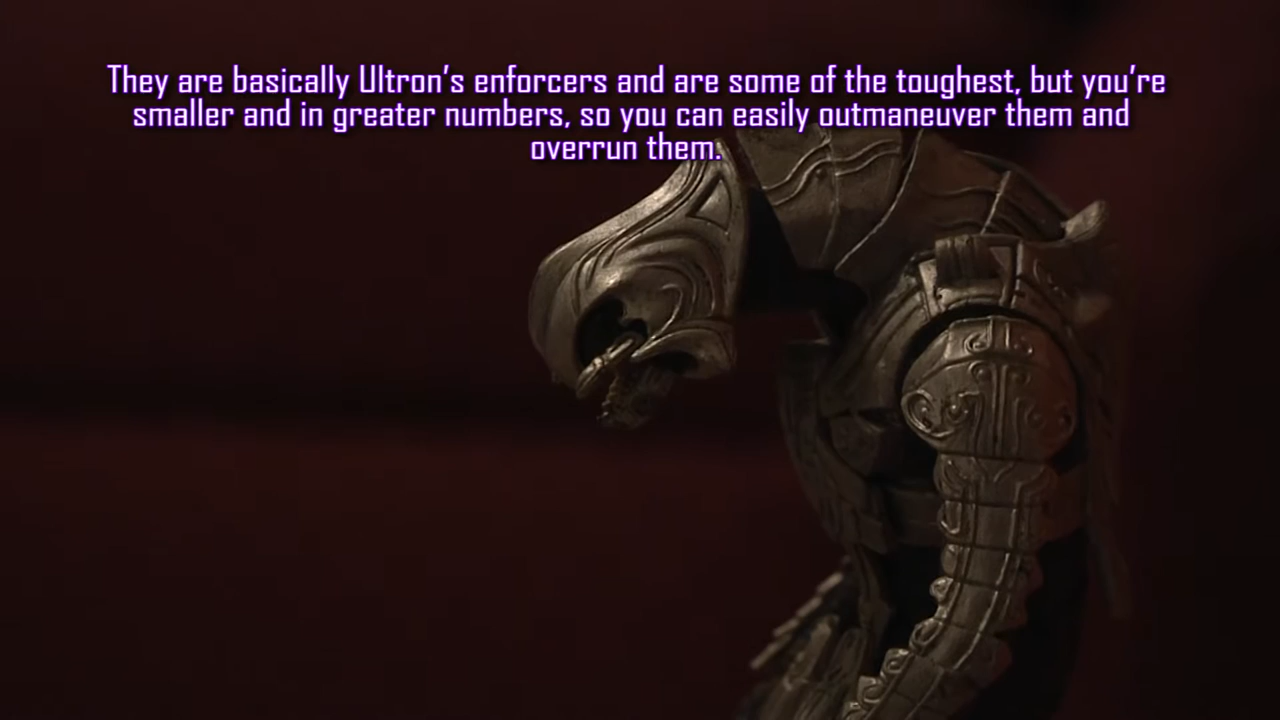 They are basically Ultron's enforcers and are some of the toughest, but you're
smaller and in greater numbers, so you can easily outmaneuver them and
overrun them.